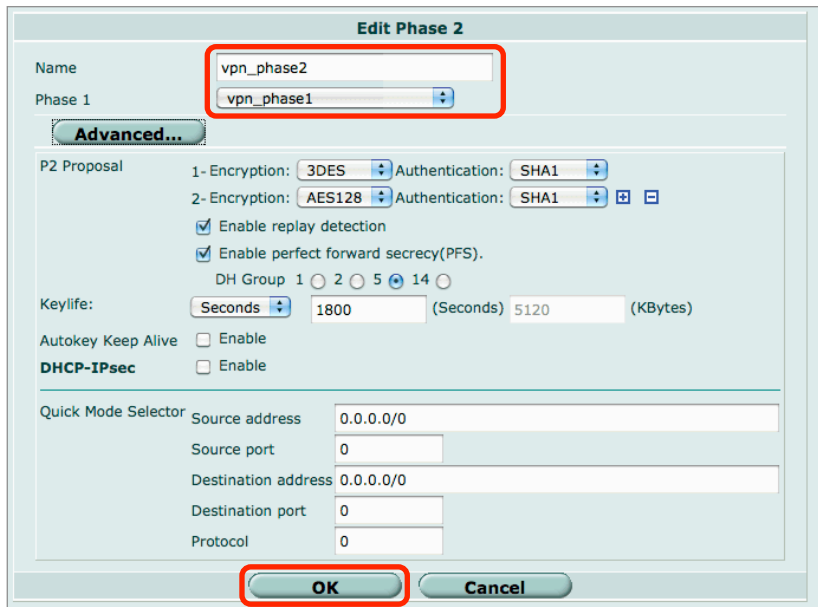 Edit Phase 2
Name vpn_phase2
Phase 1 vpn_phase1
Advanced...
P2 Proposal 1- Encryption: 3DES Authentication: SHA1
2- Encryption: AES128 Authentication: SHA1
Enable replay detection
Enable perfect forward secrecy(PFS).
DH Group 1 2 5 14
Keylife: Seconds 1800 (Seconds) 5120 (KBytes)
Autokey Keep Alive Enable
DHCP-IPsec Enable
Quick Mode Selector Source address 0.0.0.0/0
Source port 0
Destination address 0.0.0.0/0
Destination port 0
Protocol 0
OK Cancel